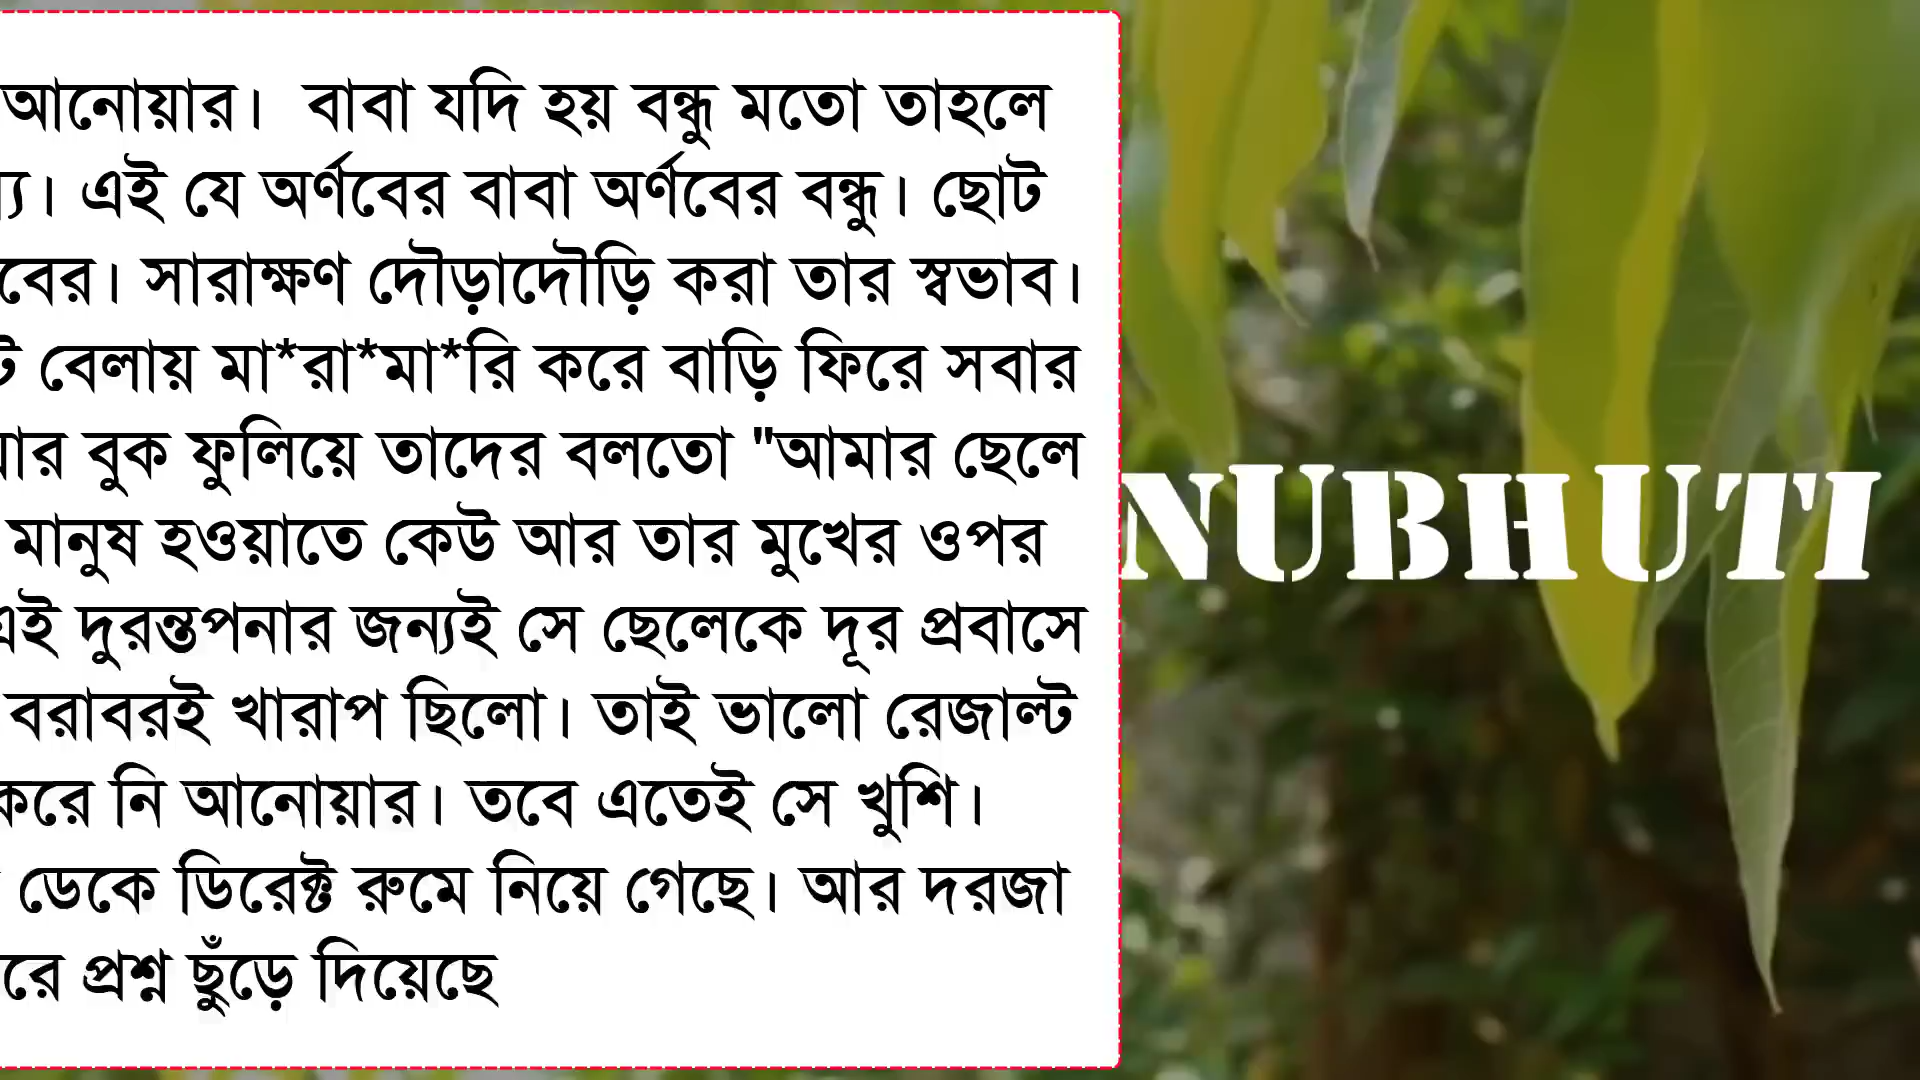 আনোয়ার। বাবা যদি হয় বন্ধু মতো তাহলে
এই যে অর্ণবের বাবা অর্ণবের বন্ধু। ছোট
সারাক্ষণ দৌড়াদৌড়ি করা তার স্বভাব।
বেলায় মা*রা*মা*রি করে বাড়ি ফিরে সবার
বুক ফুলিয়ে তাদের বলতো "আমার ছেলে
মানুষ হওয়াতে কেউ আর তার মুখের ওপর
এই দুরন্তপনার জন্যই সে ছেলেকে দূর প্রবাসে
বরাবরই খারাপ ছিলো। তাই ভালো রেজাল্ট
করে নি আনোয়ার। তবে এতেই সে খুশি।
ডেকে ডিরেক্ট রুমে নিয়ে গেছে। আর দরজা
প্রশ্ন ছুঁড়ে দিয়েছে
NUBHUTI